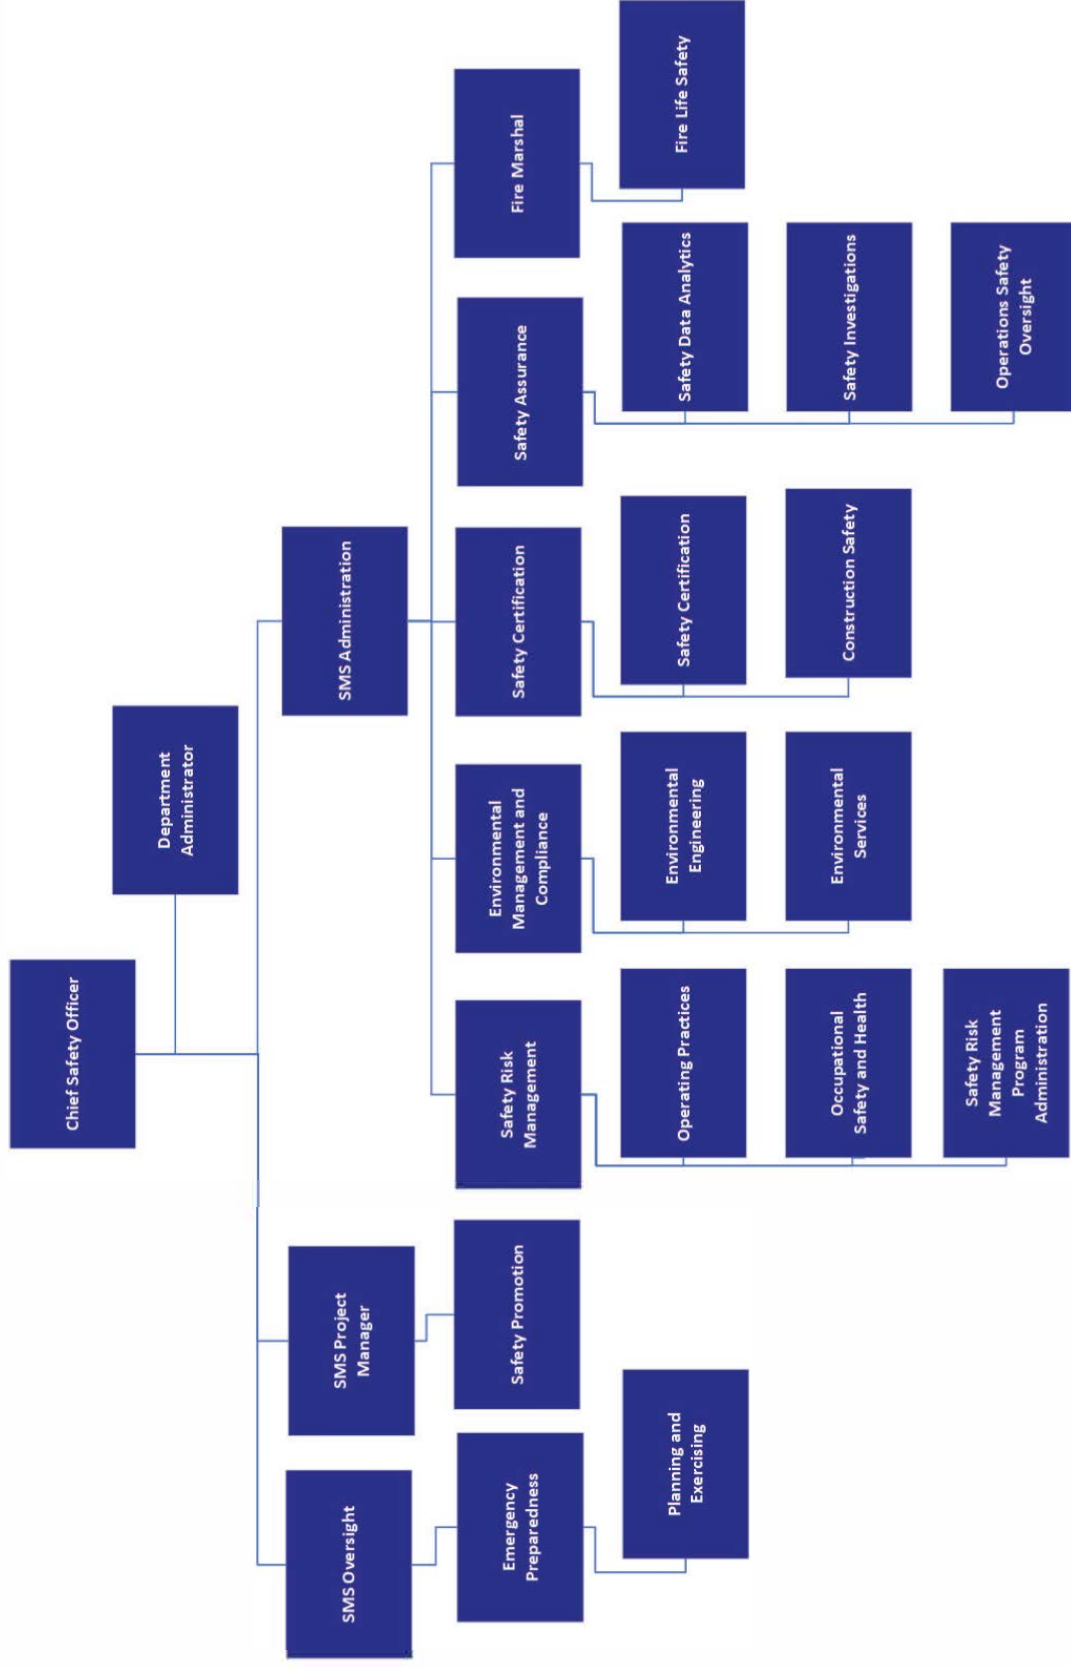 Chief Safety Officer
Department
Administrator
SMS Oversight
SMS Project
Manager
SMS Administration
Emergency
Preparedness
Safety Promotion
Safety Risk
Management
Environmental
Management and
Compliance
Safety Certification
Safety Assurance
Fire Marshal
Planning and
Exercising
Operating Practices
Environmental
Engineering
Safety Certification
Safety Data Analytics
Fire Life Safety
Occupational
Safety and Health
Environmental
Services
Construction Safety
Safety Investigations
Safety Risk
Management
Program
Administration
Operations Safety
Oversight